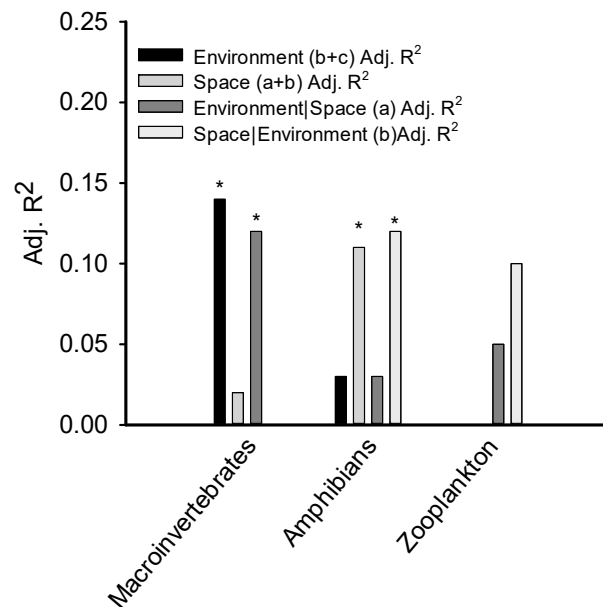 0.25
Environment (b+c) Adj. R²
Space (a+b) Adj. R²
Environment|Space (a) Adj. R²
Space|Environment (b)Adj. R²
0.20
0.15
0.10
0.05
0.00
Adj. R²
* * * *
Macroinvertebrates
Amphibians
Zooplankton